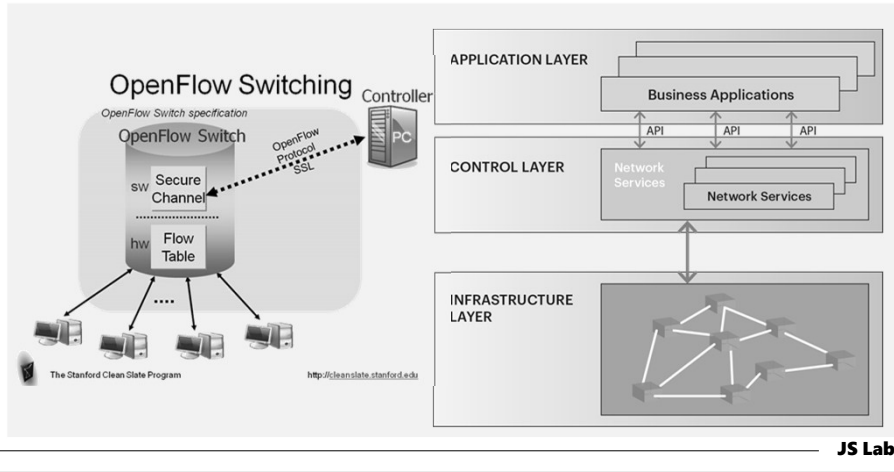 OpenFlow Switching
Controller
OpenFlow Switch specification
OpenFlow Switch
OpenFlow
Protocol
SSL
PC
sw
Secure
Channel
hw
Flow
Table
....
The Stanford Clean Slate Program
http://cleanslate.stanford.edu
APPLICATION LAYER
Business Applications
API
API
API
CONTROL LAYER
Network
Services
Network Services
INFRASTRUCTURE
LAYER
JS Lab